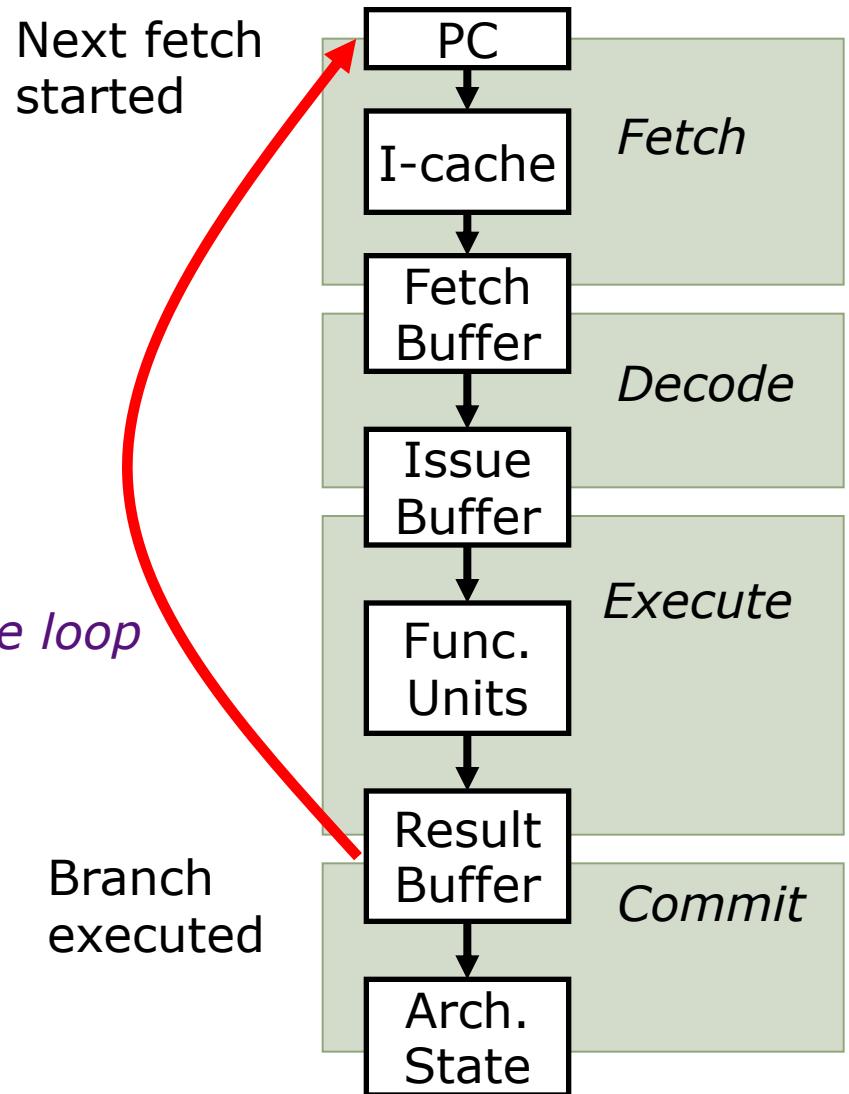 Next fetch
started
PC
Fetch
I-cache
Fetch
Buffer
Decode
Issue
Buffer
Execute
loop
Func.
Units
Result
Buffer
Branch
executed
Commit
Arch.
State